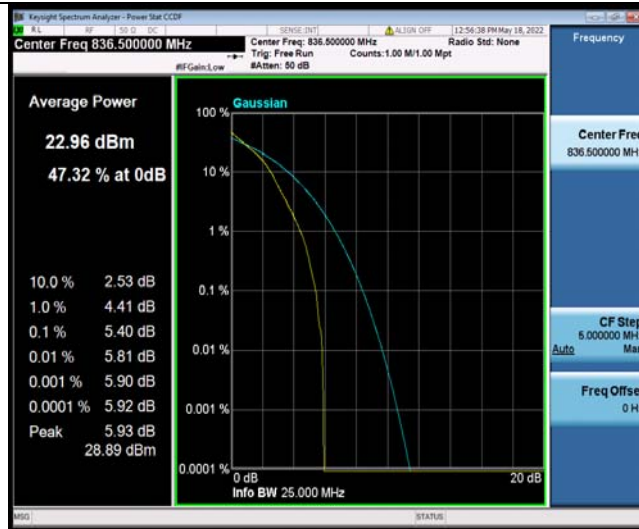 Keysight Spectrum Analyzer - Power Stat CCDF
RL RF 50 Ω DC SENSE:INT ALIGN OFF 12:56:38 PM May 18, 2022
Center Freq 836.500000 MHz
Center Freq: 836.500000 MHz Radio Std: None
Trig: Free Run Counts:1.00 M/1.00 Mpt
#IFGain:Low #Atten: 50 dB
Frequency
Average Power
22.96 dBm
47.32 % at 0dB
10.0 % 2.53 dB
1.0 % 4.41 dB
0.1 % 5.40 dB
0.01 % 5.81 dB
0.001 % 5.90 dB
0.0001 % 5.92 dB
Peak 5.93 dB
28.89 dBm
Gaussian
100 %
10 %
1 %
0.1 %
0.01 %
0.001 %
0.0001 %
0 dB 20 dB
Info BW 25.000 MHz
Center Fre
836.500000 MH
CF Step
5.000000 MH
Auto Ma
Freq Offse
0 H
MSG STATUS